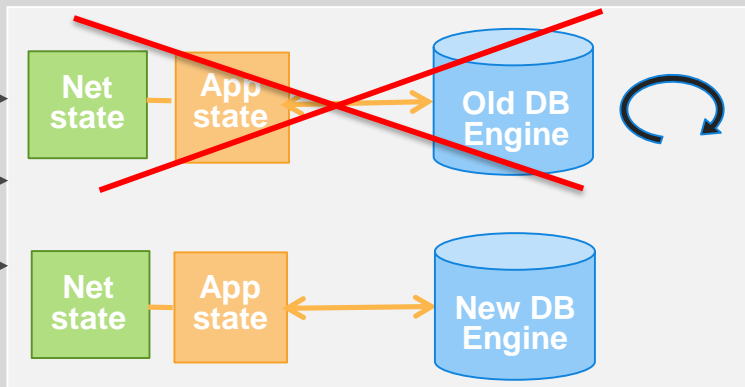 Net
state
App
state
Old DB
Engine
Net
state
App
state
New DB
Engine